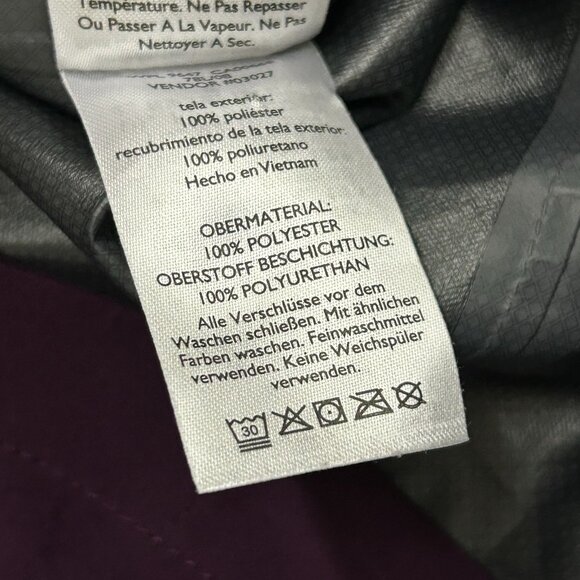 Température. Ne Pas Repasser
Ou Passer A La Vapeur. Ne Pas
Nettoyer A Sec.
VENDOR #03027
tela exterior:
100% poliéster
recubrimiento de la tela exterior:
100% poliuretano
Hecho en Vietnam
OBERMATERIAL:
100% POLYESTER
OBERSTOFF BESCHICHTUNG:
100% POLYURETHAN
Alle Verschlüsse vor dem
Waschen schließen. Mit ähnlichen
Farben waschen. Feinwaschmittel
verwenden. Keine Weichspüler
verwenden.
30